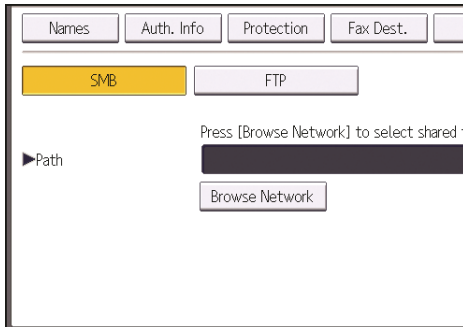 Names Auth. Info Protection Fax Dest.
SMB FTP
Press [Browse Network] to select shared
▶Path
Browse Network